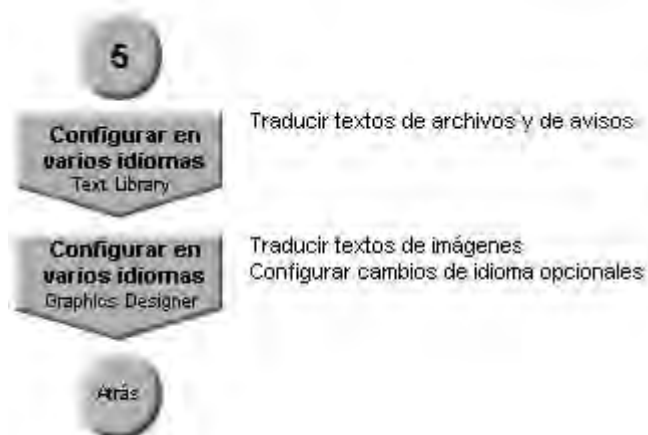 5
Configurar en
varios idiomas
Text Library
Traducir textos de archivos y de avisos
Configurar en
varios idiomas
Graphics Designer
Traducir textos de imágenes
Configurar cambios de idioma opcionales
Atrás